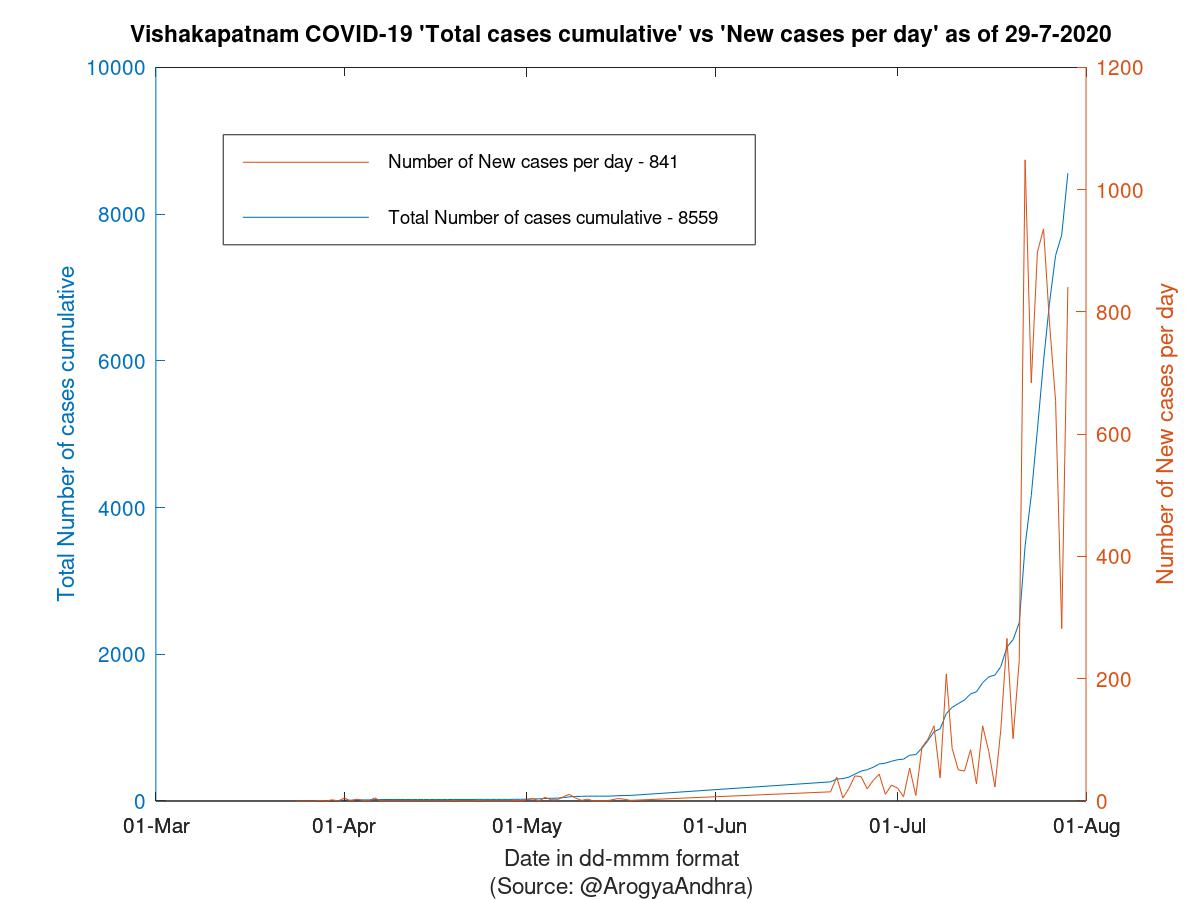 Vishakapatnam COVID-19 'Total cases cumulative' vs 'New cases per day' as of 29-7-2020
10000
8000
6000
4000
2000
0
Total Number of cases cumulative
Number of New cases per day - 841
Total Number of cases cumulative - 8559
1200
1000
800
600
400
200
0
Number of New cases per day
01-Mar
01-Apr
01-May
01-Jun
01-Jul
01-Aug
Date in dd-mmm format
(Source: @ArogyaAndhra)